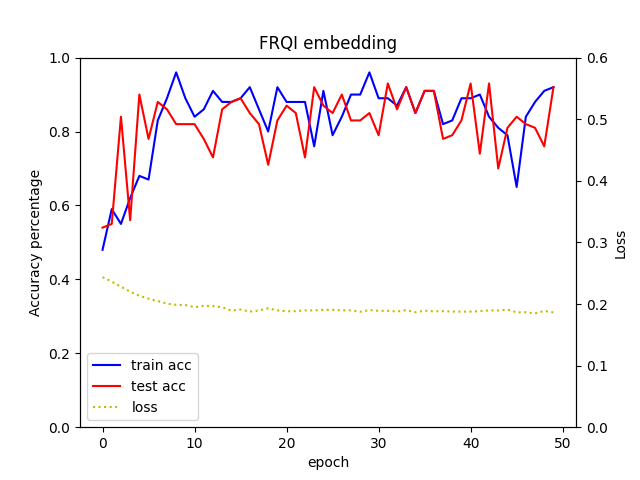 FRQI embedding
1.0
0.8
0.6
0.4
0.2
0.0
Accuracy percentage
0.6
0.5
0.4
0.3
0.2
0.1
0.0
Loss
train acc
test acc
loss
0 10 20 30 40 50
epoch